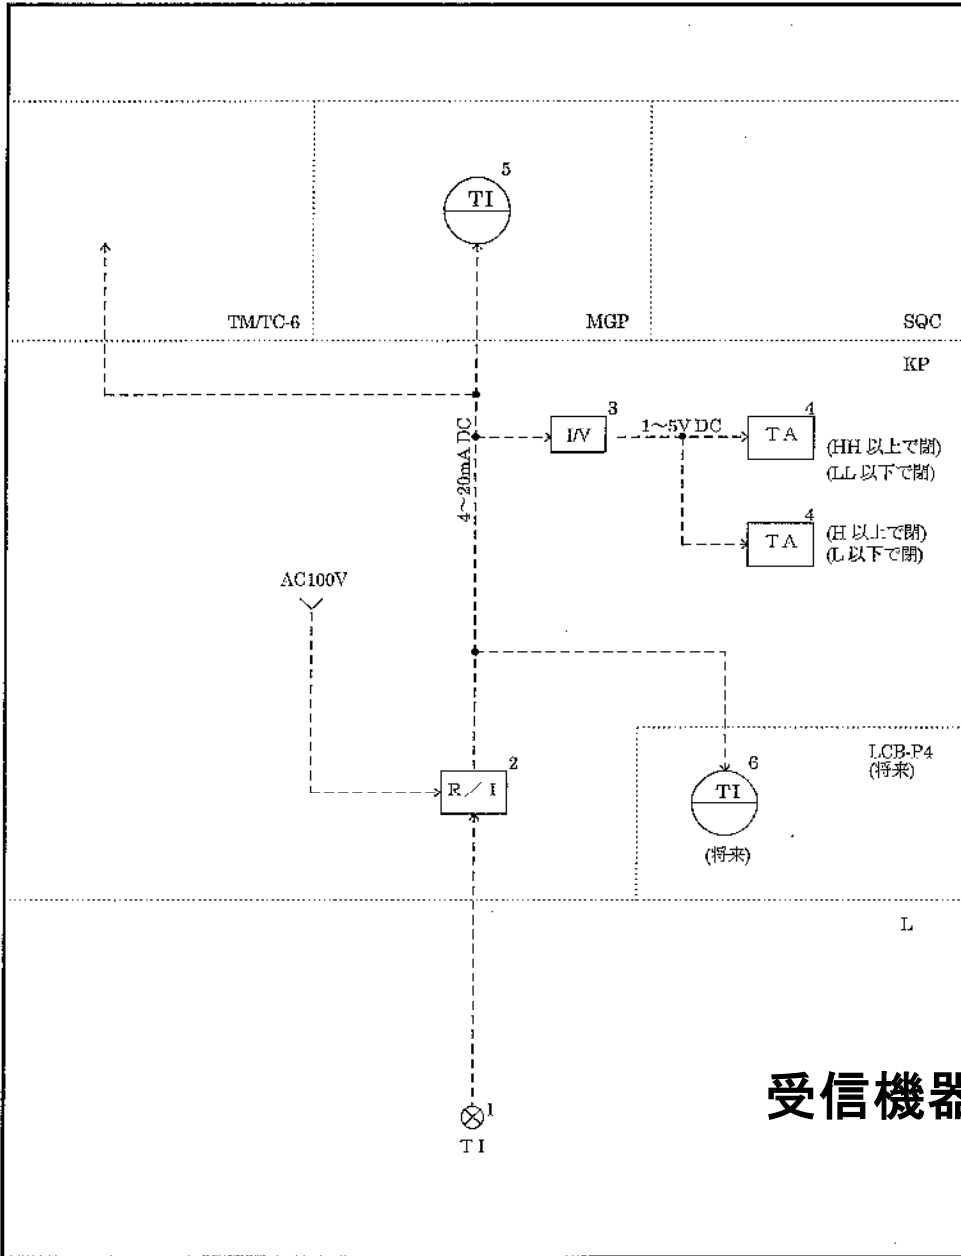 5
TI
TM/TC-6
MGP
SQC
KP
3
I/V
1～5V DC
4
TA
(HH 以上で閉)
(LL 以下で閉)
4～20mA DC
4
TA
(H 以上で閉)
(L 以下で閉)
AC100V
2
R／I
LCB-P4
(将来)
6
TI
(将来)
L
受信機器
1
TI